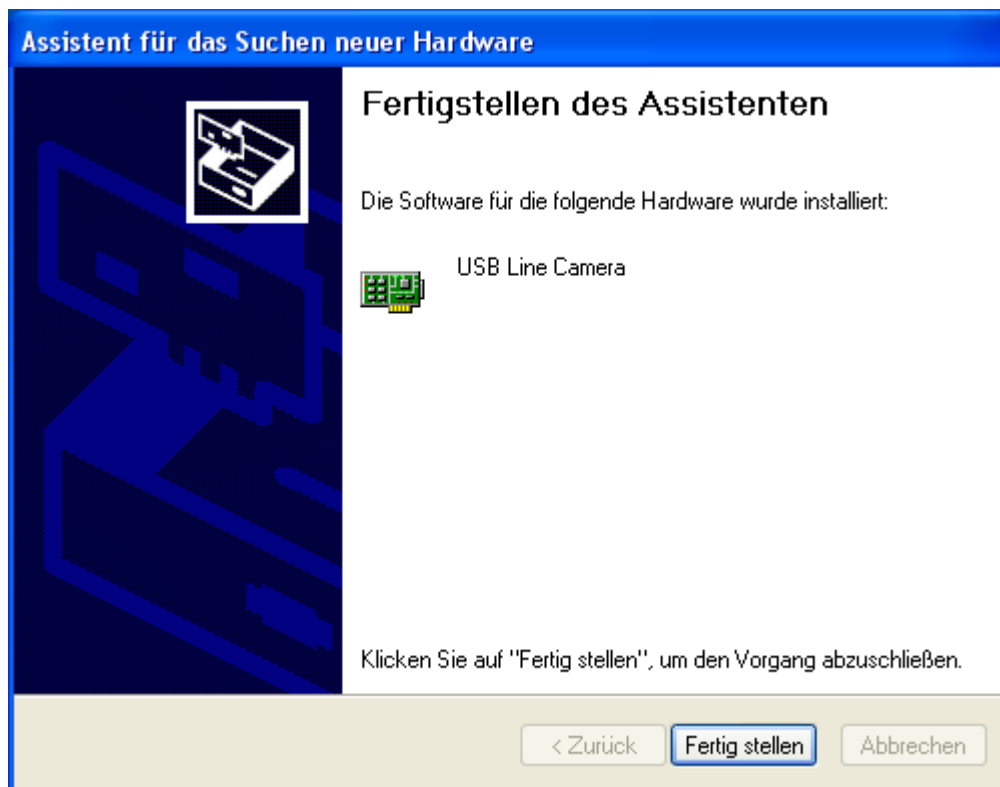 Assistent für das Suchen neuer Hardware
Fertigstellen des Assistenten
Die Software für die folgende Hardware wurde installiert:
USB Line Camera
Klicken Sie auf "Fertig stellen", um den Vorgang abzuschließen.
< Zurück Fertig stellen Abbrechen